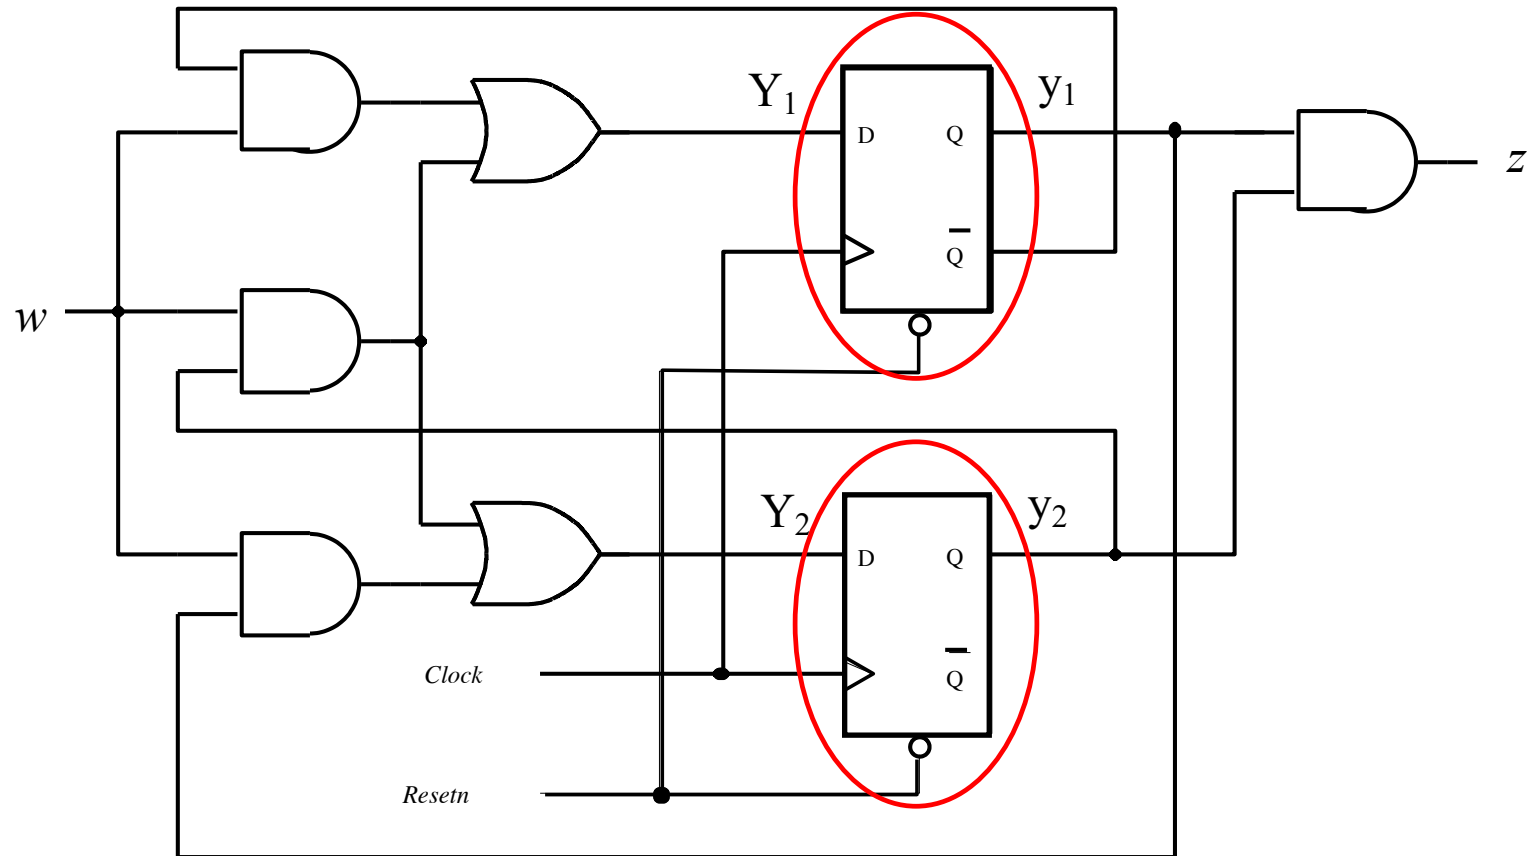 Y₁
y₁
D
Q
z
Q̅
w
Y₂
y₂
D
Q
Clock
Q̅
Resetn